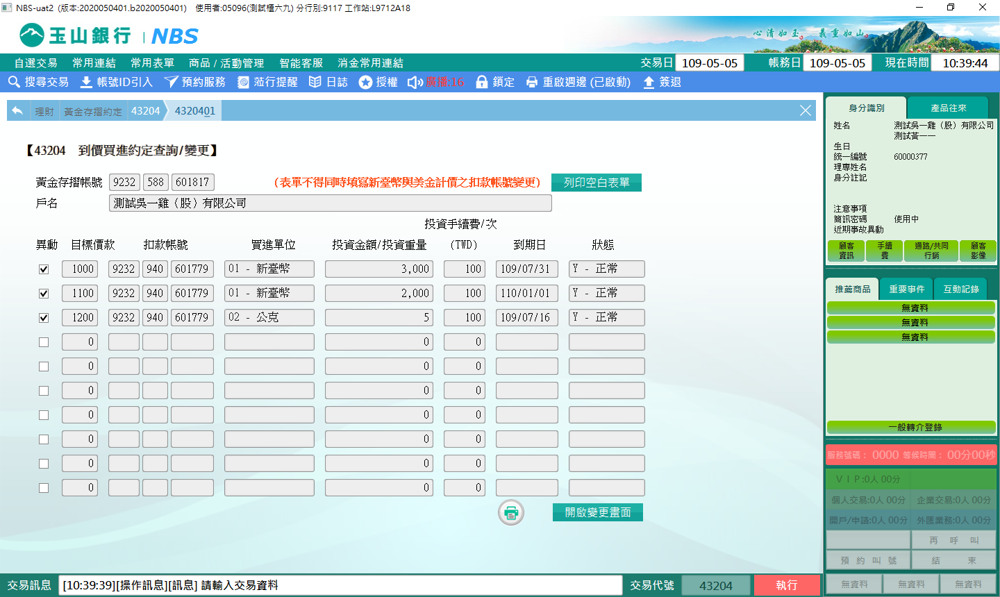 NBS-uat2 (版本:2020050401.b2020050401) 使用者:05096(測試櫃六九) 分行別:9117 工作站:L9712A18
玉山銀行 NBS
心清如玉。 義重如山。
自選交易 常用連結 常用表單 商品/活動管理 智能客服 消金常用連結 交易日 109-05-05 帳務日 109-05-05 現在時間 10:39:44
搜尋交易 帳號ID引入 預約服務 蒞行提醒 日誌 授權 廣播:16 鎖定 重啟週邊 (已啟動) 簽退
理財 黃金存摺約定 43204 4320401
【43204 到價買進約定查詢/變更】
黃金存摺帳號 9232 588 601817 (表單不得同時填寫新臺幣與美金計價之扣款帳號變更) 列印空白表單
戶名 測試吳一雞（股）有限公司
投資手續費/次
異動 目標價款 扣款帳號 買進單位 投資金額/投資重量 (TWD) 到期日 狀態
1000 9232 940 601779 01 - 新臺幣 3,000 100 109/07/31 Y - 正常
1100 9232 940 601779 01 - 新臺幣 2,000 100 110/01/01 Y - 正常
1200 9232 940 601779 02 - 公克 5 100 109/07/16 Y - 正常
0 0 0
0 0 0
0 0 0
0 0 0
0 0 0
0 0 0
0 0 0
開啟變更畫面
交易訊息 [10:39:39][操作訊息][訊息] 請輸入交易資料 交易代號 43204 執行
身分識別 產品往來
姓名 測試吳一雞（股）有限公司
測試黃一一
生日
統一編號 60000377
理專姓名
身分註記
注意事項
簡訊密碼 使用中
近期事故異動
顧客資訊 手續費 通路/共同行銷 顧客影像
推薦商品 重要事件 互動記錄
無資料
無資料
無資料
一般轉介登錄
服務號碼： 0000 等候時間： 00分00秒
ＶＩＰ:0人 00分
個人交易:0人 00分 企業交易:0人 00分
開戶/申請:0人 00分 外匯業務:0人 00分
再 呼 叫
預 約 叫 號 結 束
無資料 無資料 無資料